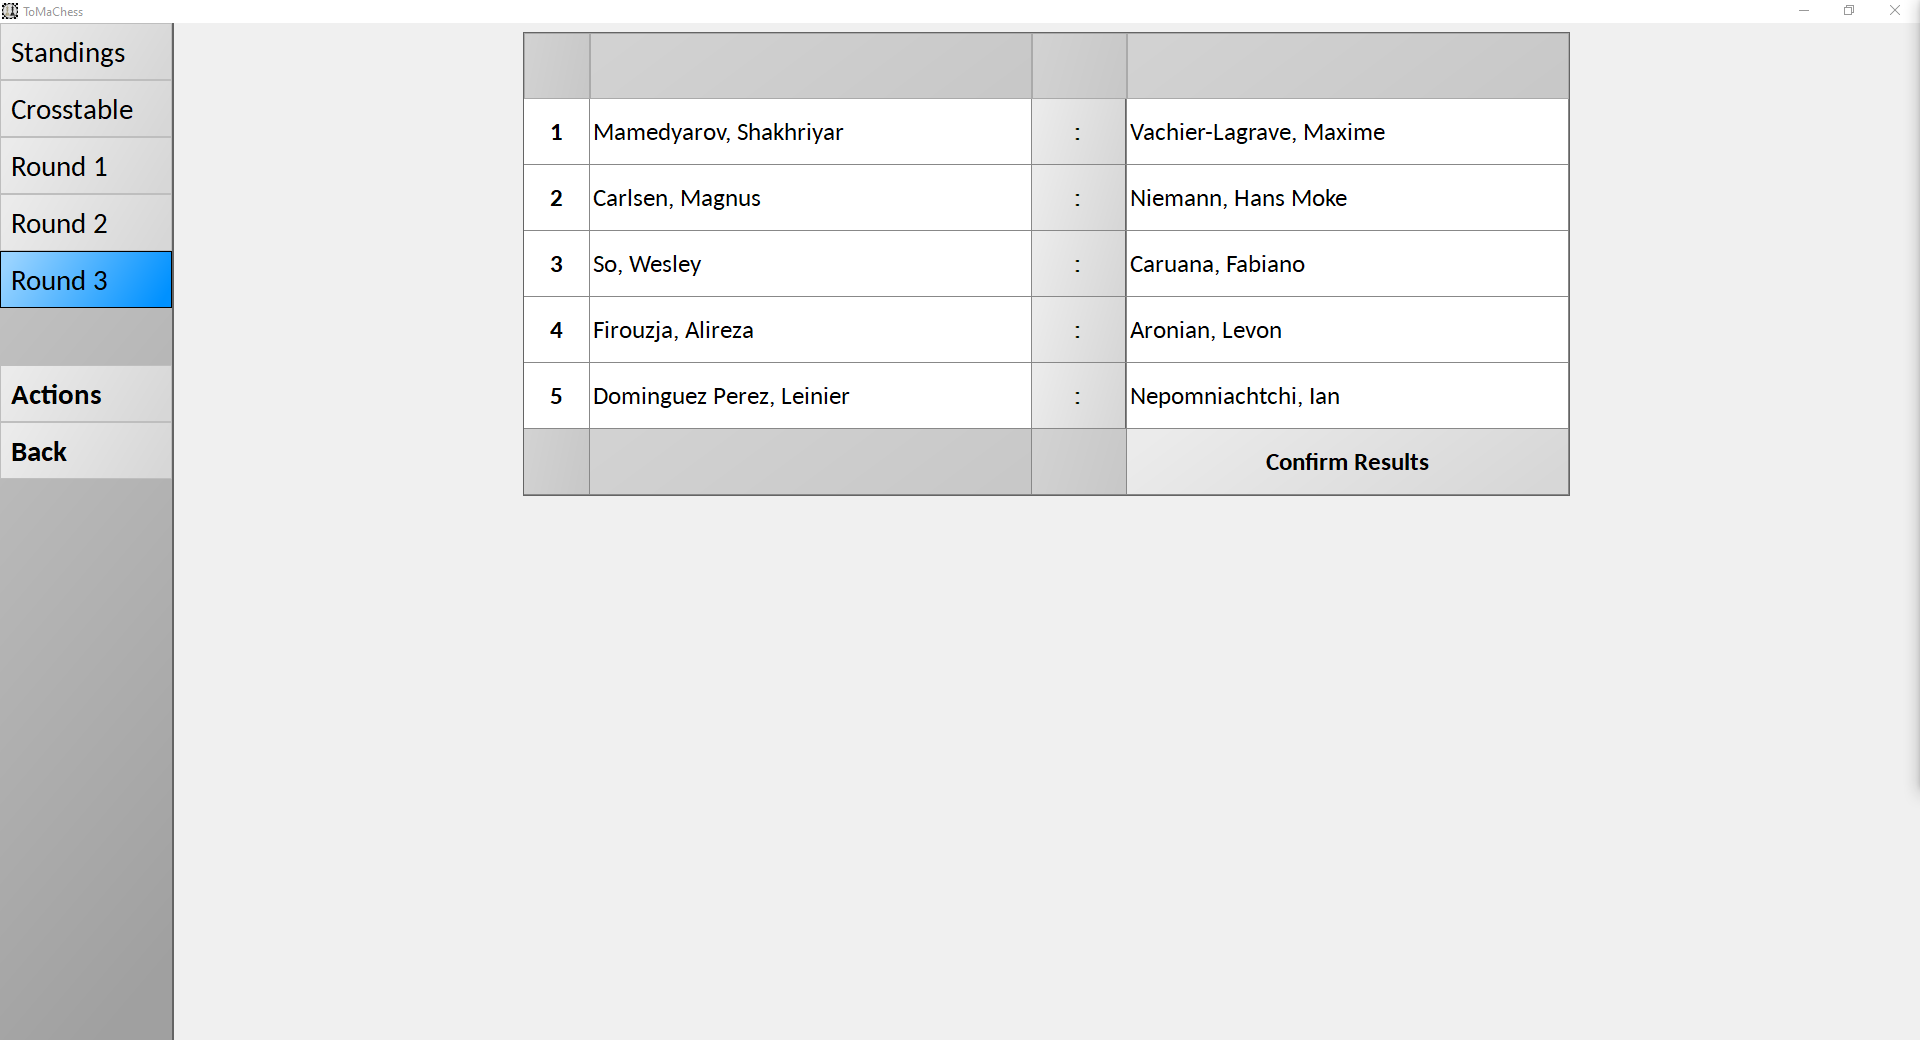 ToMaChess
Standings
Crosstable
Round 1
Round 2
Round 3
Actions
Back
1 Mamedyarov, Shakhriyar : Vachier-Lagrave, Maxime
2 Carlsen, Magnus : Niemann, Hans Moke
3 So, Wesley : Caruana, Fabiano
4 Firouzja, Alireza : Aronian, Levon
5 Dominguez Perez, Leinier : Nepomniachtchi, Ian
Confirm Results